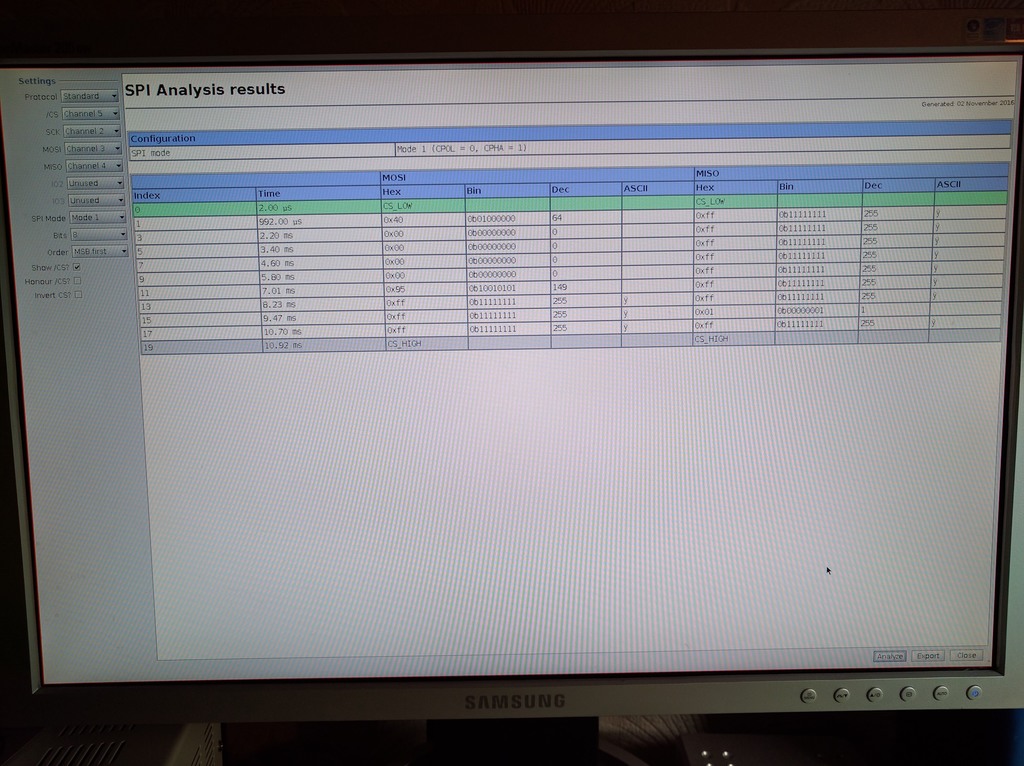 Settings
SPI Analysis results
Generated: 02 November 2016
Protocol Standard
/CS Channel 5
SCK Channel 2
MOSI Channel 3
MISO Channel 4
IO2 Unused
IO3 Unused
SPI Mode Mode 1
Bits 8
Order MSB first
Show /CS?
Honour /CS?
Invert CS?
Configuration
SPI mode Mode 1 (CPOL = 0, CPHA = 1)
MOSI MISO
Index Time Hex Bin Dec ASCII Hex Bin Dec ASCII
0 2.00 μs CS_LOW CS_LOW
1 992.00 μs 0x40 0b01000000 64 0xff 0b11111111 255 ÿ
3 2.20 ms 0x00 0b00000000 0 0xff 0b11111111 255 ÿ
5 3.40 ms 0x00 0b00000000 0 0xff 0b11111111 255 ÿ
7 4.60 ms 0x00 0b00000000 0 0xff 0b11111111 255 ÿ
9 5.80 ms 0x00 0b00000000 0 0xff 0b11111111 255 ÿ
11 7.01 ms 0x95 0b10010101 149 0xff 0b11111111 255 ÿ
13 8.23 ms 0xff 0b11111111 255 ÿ 0xff 0b11111111 255 ÿ
15 9.47 ms 0xff 0b11111111 255 ÿ 0x01 0b00000001 1
17 10.70 ms 0xff 0b11111111 255 ÿ 0xff 0b11111111 255 ÿ
19 10.92 ms CS_HIGH CS_HIGH
Analyze Export Close
SAMSUNG